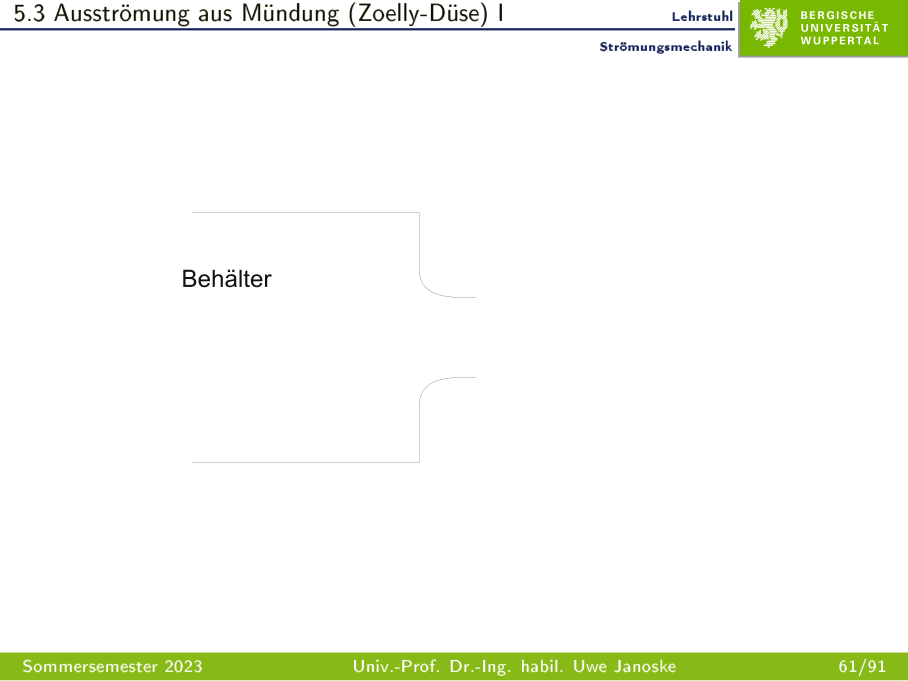 5.3 Ausströmung aus Mündung (Zoelly-Düse) I
Lehrstuhl
Strömungsmechanik
BERGISCHE
UNIVERSITÄT
WUPPERTAL
Behälter
Sommersemester 2023
Univ.-Prof. Dr.-Ing. habil. Uwe Janoske
61/91